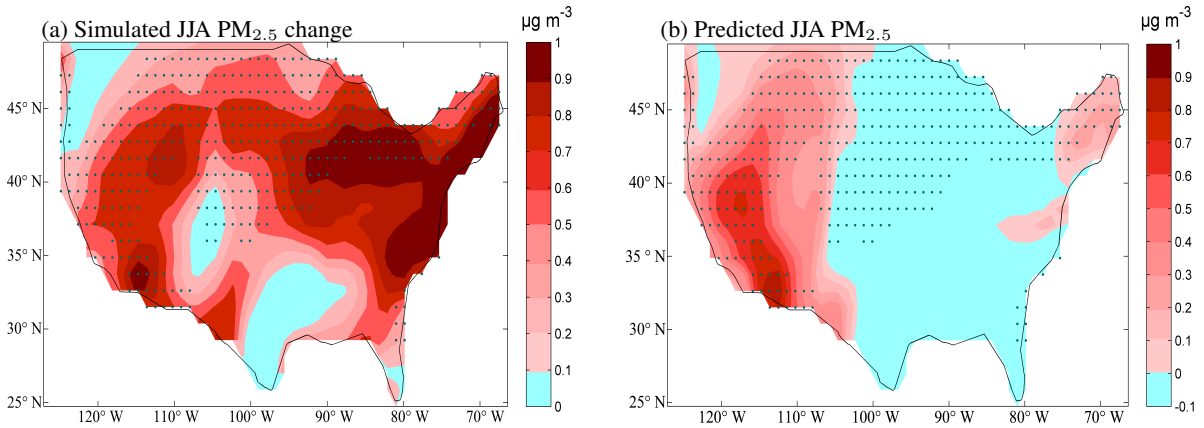 (a) Simulated JJA PM2.5 change
µg m-3
1
0.9
0.8
0.7
0.6
0.5
0.4
0.3
0.2
0.1
0
45° N
40° N
35° N
30° N
25° N
120° W 110° W 100° W 90° W 80° W 70° W
(b) Predicted JJA PM2.5
µg m-3
1
0.9
0.8
0.7
0.6
0.5
0.4
0.3
0.2
0.1
0
-0.1
45° N
40° N
35° N
30° N
25° N
120° W 110° W 100° W 90° W 80° W 70° W